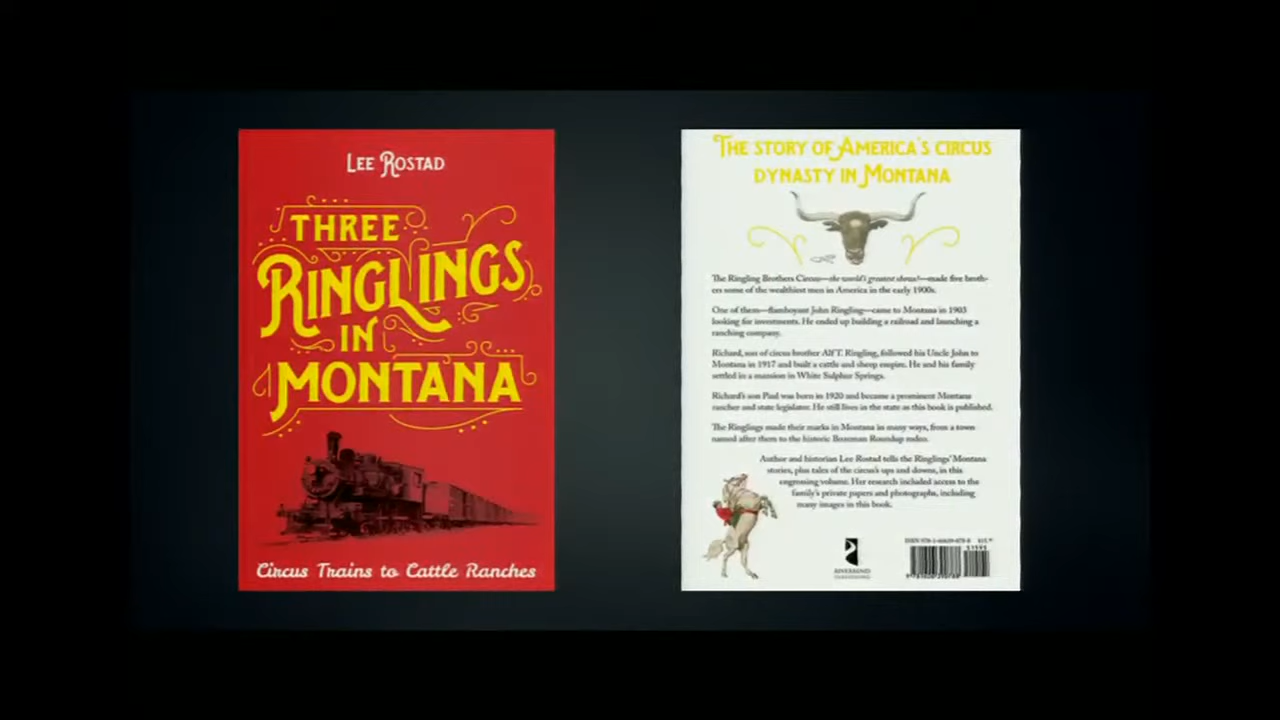 LEE ROSTAD
THREE
RINGLINGS
IN
MONTANA
Circus Trains to Cattle Ranches
THE STORY OF AMERICA'S CIRCUS
DYNASTY IN MONTANA
The Ringling Brothers Circus—the world's greatest shows!—made five broth-
ers some of the wealthiest men in America in the early 1900s.
One of them—flamboyant John Ringling—came to Montana in 1903
looking for investments. He ended up building a railroad and launching a
ranching company.
Richard, son of circus brother Alf T. Ringling, followed his Uncle John to
Montana in 1917 and built a cattle and sheep empire. He and his family
settled in a mansion in White Sulphur Springs.
Richard's son Paul was born in 1920 and became a prominent Montana
rancher and state legislator. He still lives in the state as this book is published.
The Ringlings made their marks in Montana in many ways, from a town
named after them to the historic Bozeman Roundup rodeo.
Author and historian Lee Rostad tells the Ringlings' Montana
stories, plus tales of the circus's ups and downs, in this
engrossing volume. Her research included access to the
family's private papers and photographs, including
many images in this book.
RIVERBEND
PUBLISHING